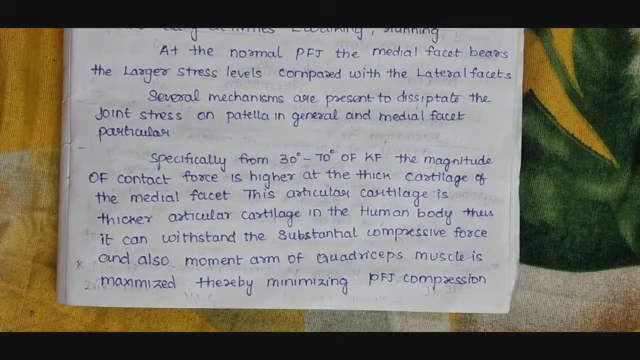 activities (walking, running
At the normal PFJ the medial facet bears
the Larger stress levels compared with the Lateral facets
Several mechanisms are present to dissiptate the
Joint stress on patella in general and medial facet
particular
Specifically from 30° - 70° OF KF the magnitude
OF contact force is higher at the thick cartilage of
the medial facet This articular cartilage is
thicker articular cartilage in the Human body thus
it can withstand the substantial compressive force
and also moment arm of Quadriceps muscle is
maximized thereby minimizing PFJ compression